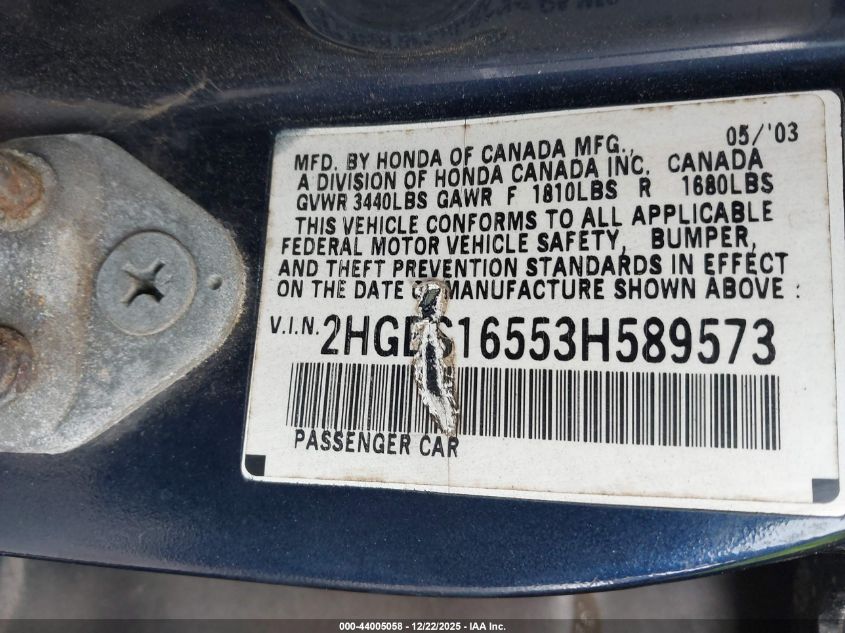 05/'03
MFD. BY HONDA OF CANADA MFG.,
A DIVISION OF HONDA CANADA INC. CANADA
GVWR 3440LBS GAWR F 1810LBS R 1680LBS
THIS VEHICLE CONFORMS TO ALL APPLICABLE
FEDERAL MOTOR VEHICLE SAFETY, BUMPER,
AND THEFT PREVENTION STANDARDS IN EFFECT
ON THE DATE MANUFACTURE SHOWN ABOVE :
V.I.N. 2HGES16553H589573
PASSENGER CAR
000-44005058 - 12/22/2025 - IAA Inc.